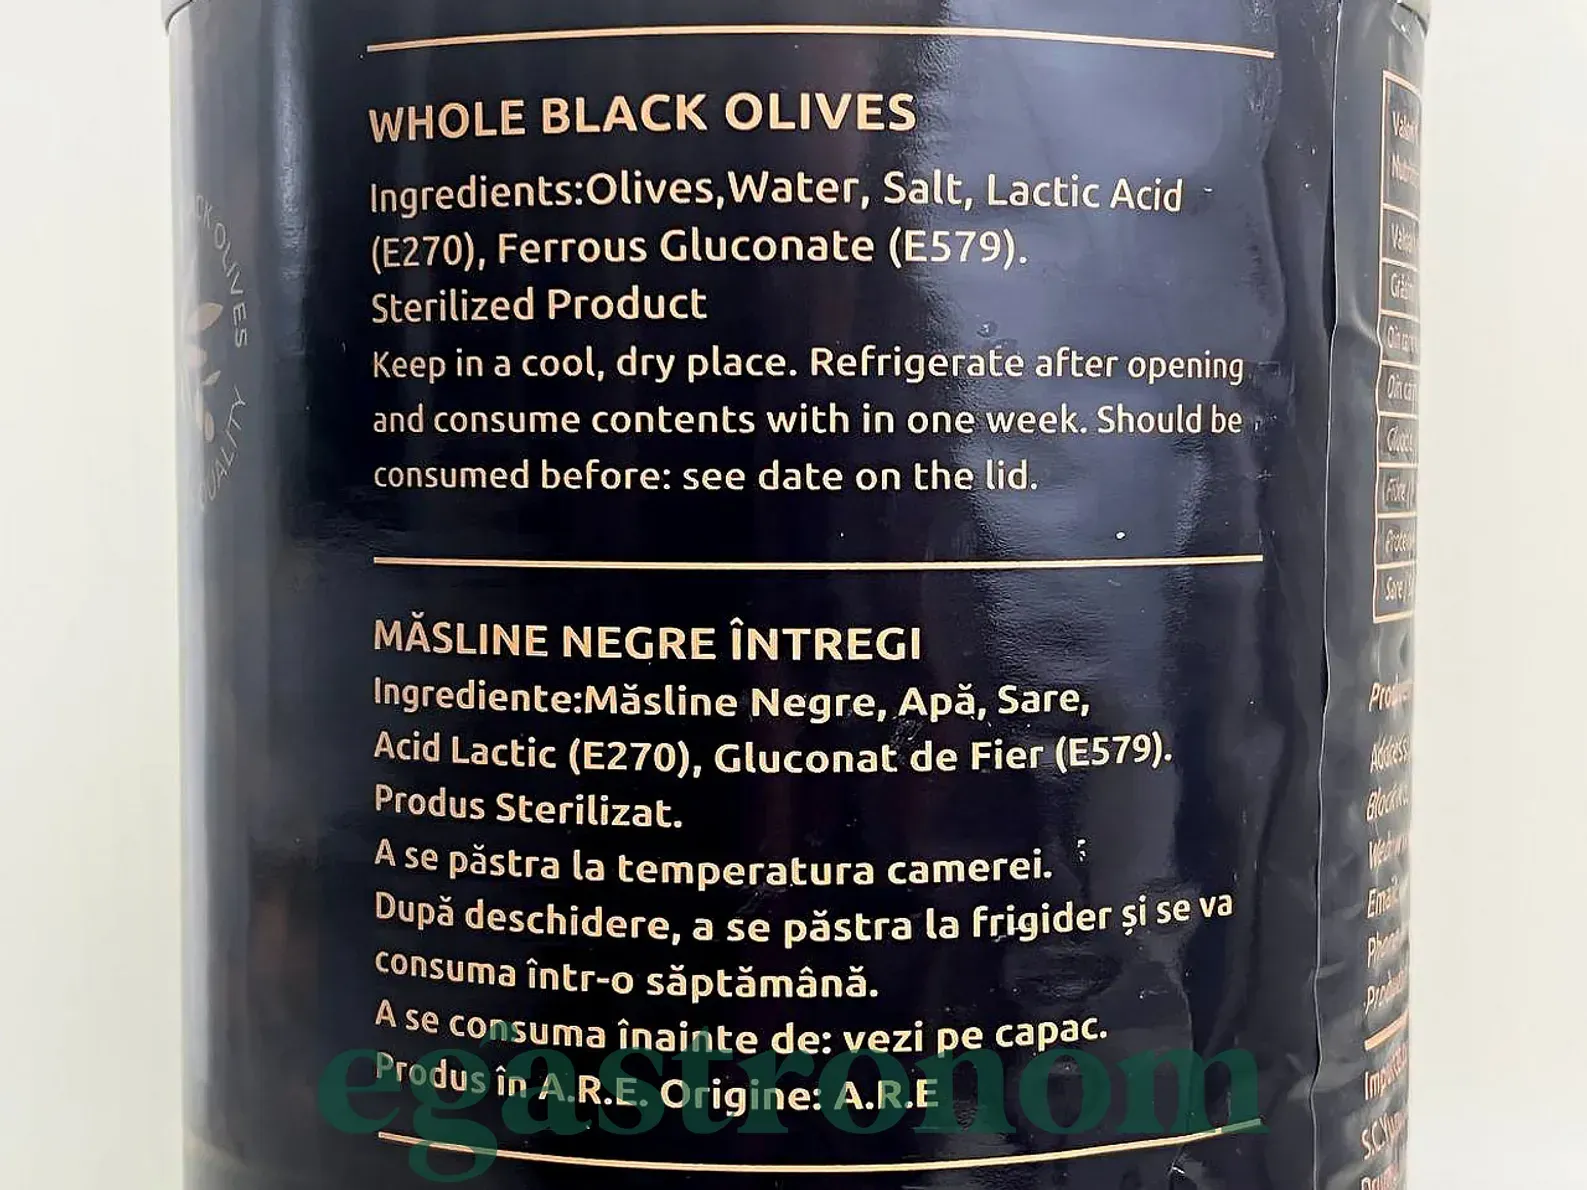 WHOLE BLACK OLIVES
Ingredients:Olives,Water, Salt, Lactic Acid
(E270), Ferrous Gluconate (E579).
Sterilized Product
Keep in a cool, dry place. Refrigerate after opening
and consume contents with in one week. Should be
consumed before: see date on the lid.
MĂSLINE NEGRE ÎNTREGI
Ingrediente:Măsline Negre, Apă, Sare,
Acid Lactic (E270), Gluconat de Fier (E579).
Produs Sterilizat.
A se păstra la temperatura camerei.
După deschidere, a se păstra la frigider și se va
consuma într-o săptămână.
A se consuma înainte de: vezi pe capac.
Produs în A.R.E. Origine: A.R.E
egastronom
OLIVES